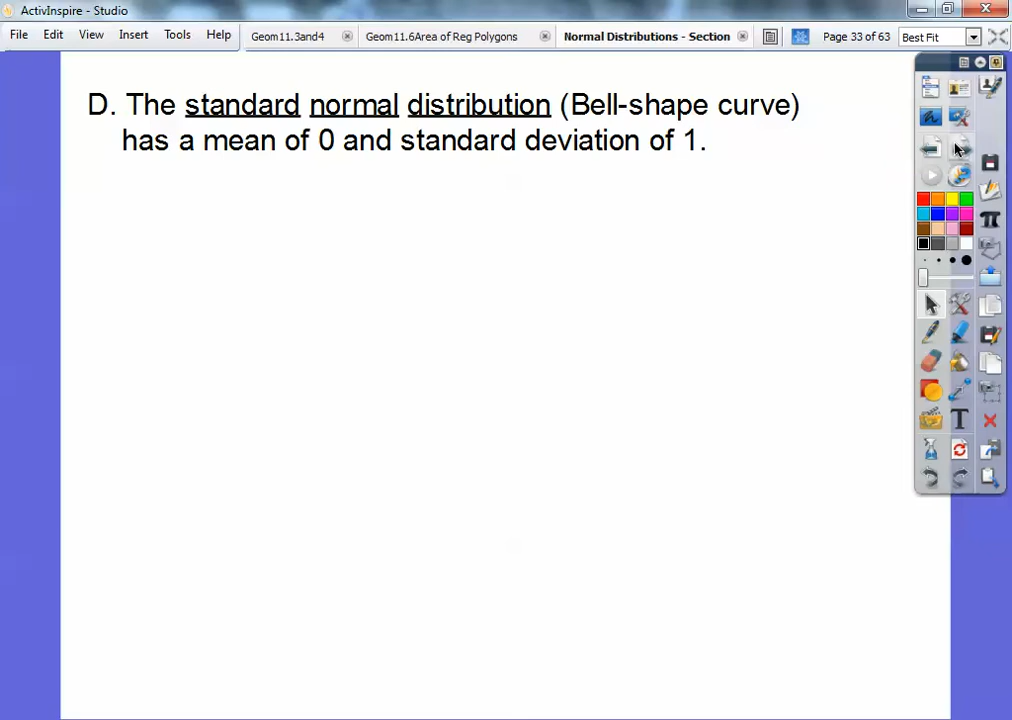 ActivInspire - Studio
File Edit View Insert Tools Help
Geom11.3and4 Geom11.6Area of Reg Polygons Normal Distributions - Section Page 33 of 63 Best Fit
D. The standard normal distribution (Bell-shape curve)
has a mean of 0 and standard deviation of 1.